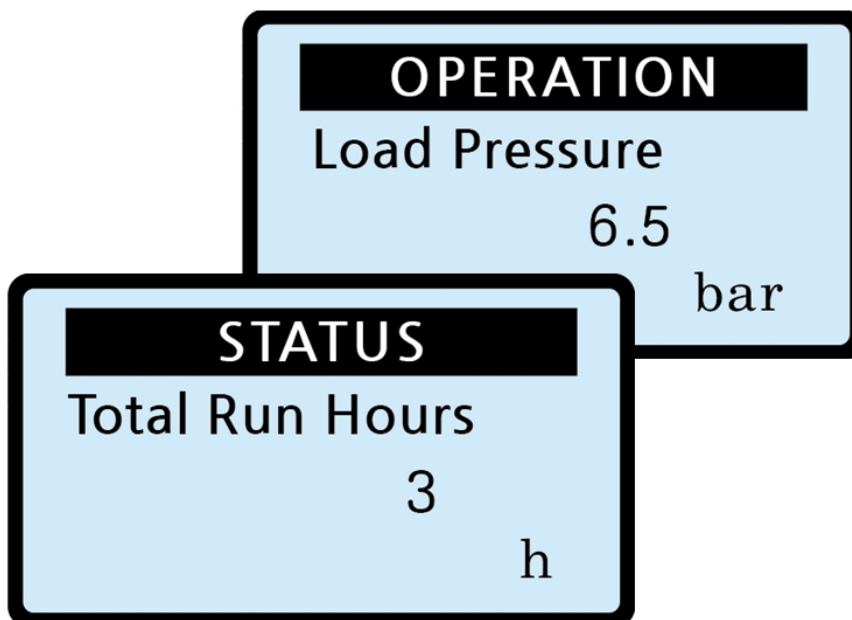 OPERATION
Load Pressure
6.5
bar
STATUS
Total Run Hours
3
h